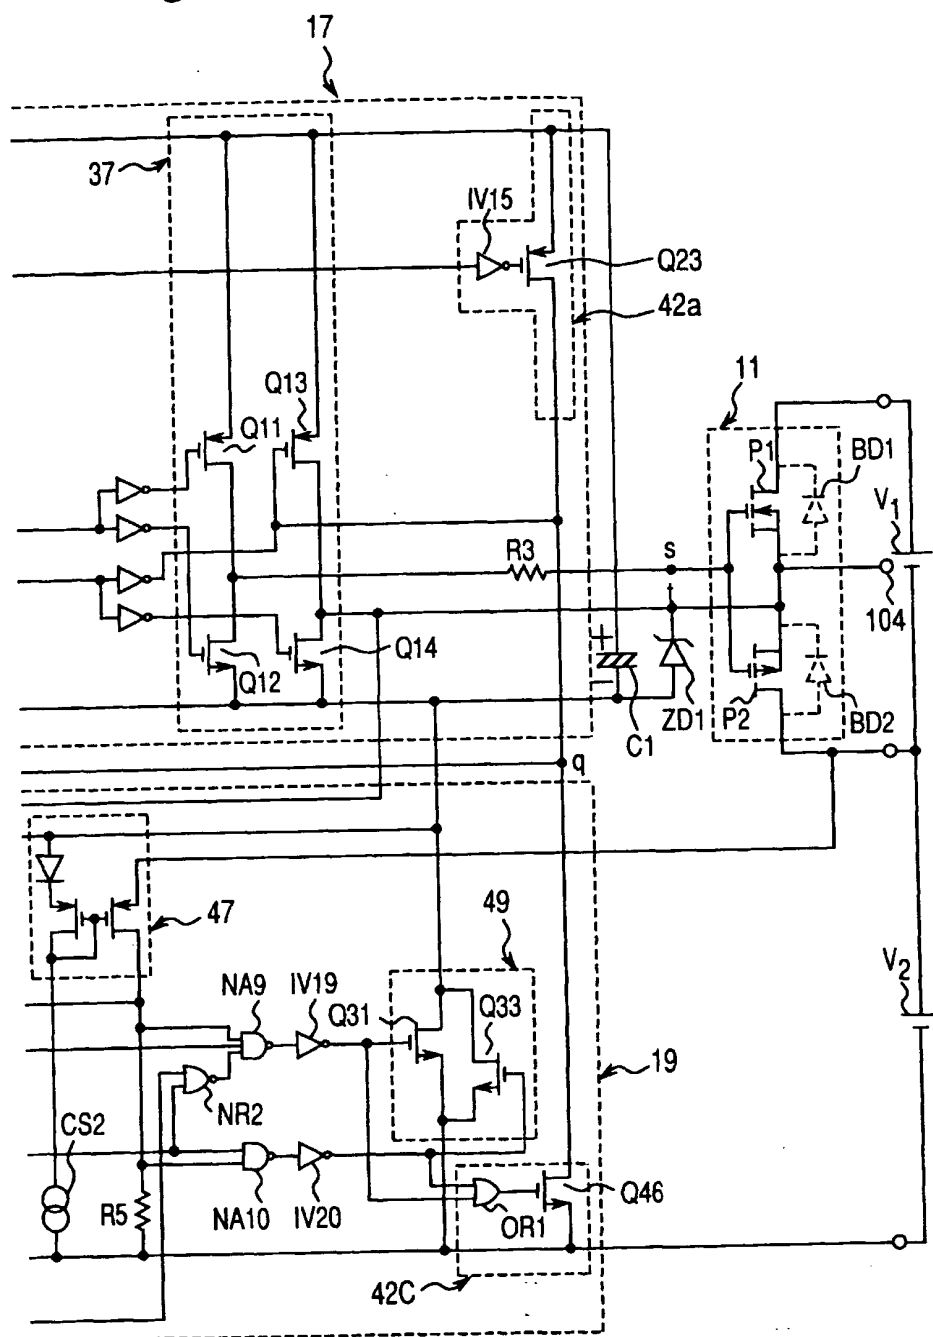 17
37
IV15
Q23
42a
Q13
Q11
11
P1
BD1
V1
R3
s
t
104
Q12
Q14
+
−
C1
ZD1
P2
BD2
q
47
49
V2
NA9
IV19
Q31
Q33
19
NR2
CS2
R5
NA10
IV20
OR1
Q46
42C